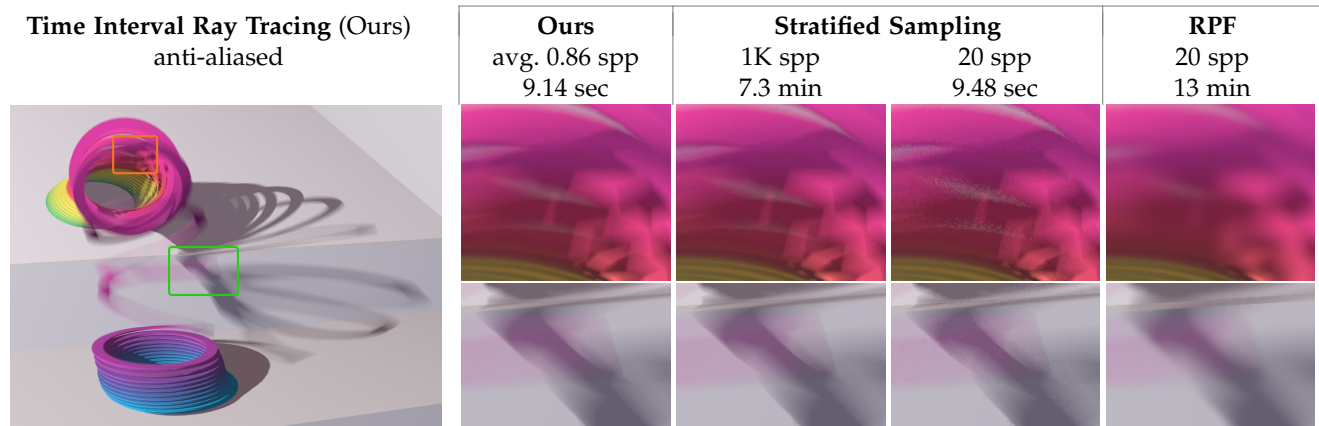 Time Interval Ray Tracing (Ours)
anti-aliased
Ours
avg. 0.86 spp
9.14 sec
Stratified Sampling
1K spp
7.3 min
20 spp
9.48 sec
RPF
20 spp
13 min